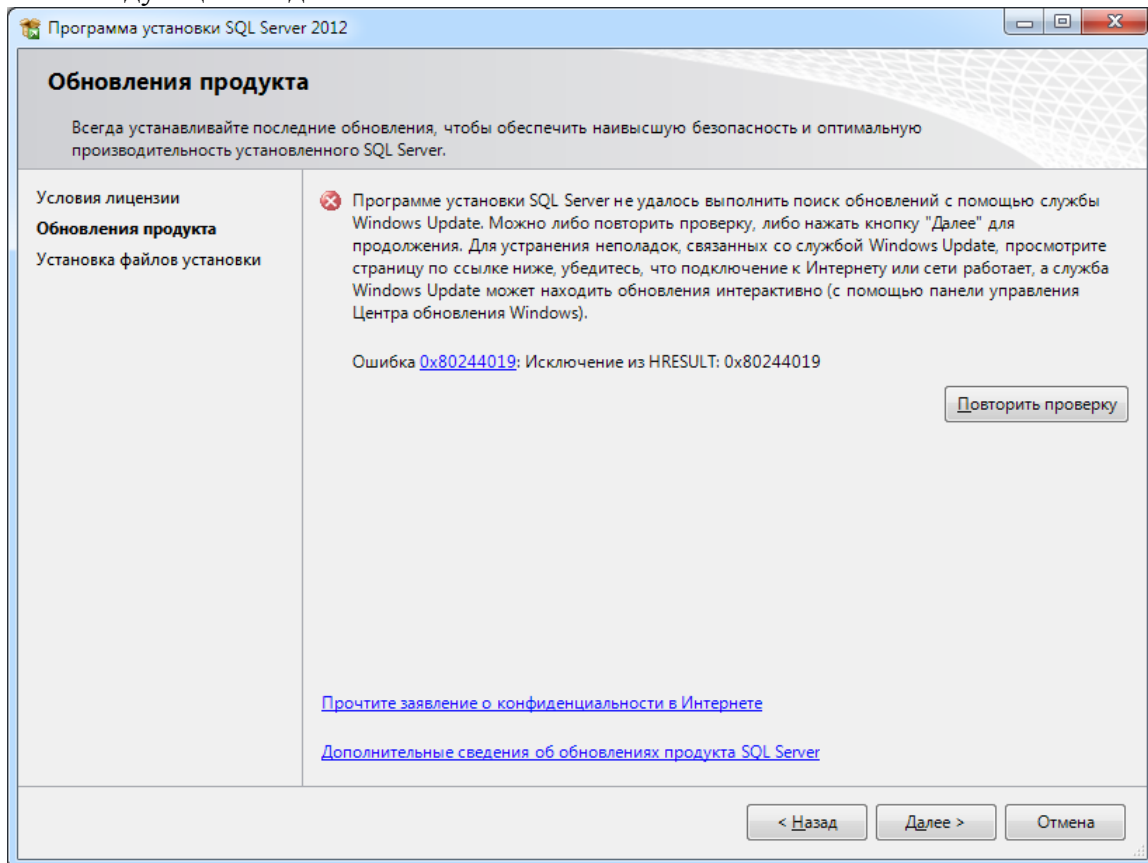 Программа установки SQL Server 2012
Обновления продукта
Всегда устанавливайте последние обновления, чтобы обеспечить наивысшую безопасность и оптимальную
производительность установленного SQL Server.
Условия лицензии
Обновления продукта
Установка файлов установки
Программе установки SQL Server не удалось выполнить поиск обновлений с помощью службы
Windows Update. Можно либо повторить проверку, либо нажать кнопку "Далее" для
продолжения. Для устранения неполадок, связанных со службой Windows Update, просмотрите
страницу по ссылке ниже, убедитесь, что подключение к Интернету или сети работает, а служба
Windows Update может находить обновления интерактивно (с помощью панели управления
Центра обновления Windows).
Ошибка 0x80244019: Исключение из HRESULT: 0x80244019
Повторить проверку
Прочтите заявление о конфиденциальности в Интернете
Дополнительные сведения об обновлениях продукта SQL Server
< Назад
Далее >
Отмена